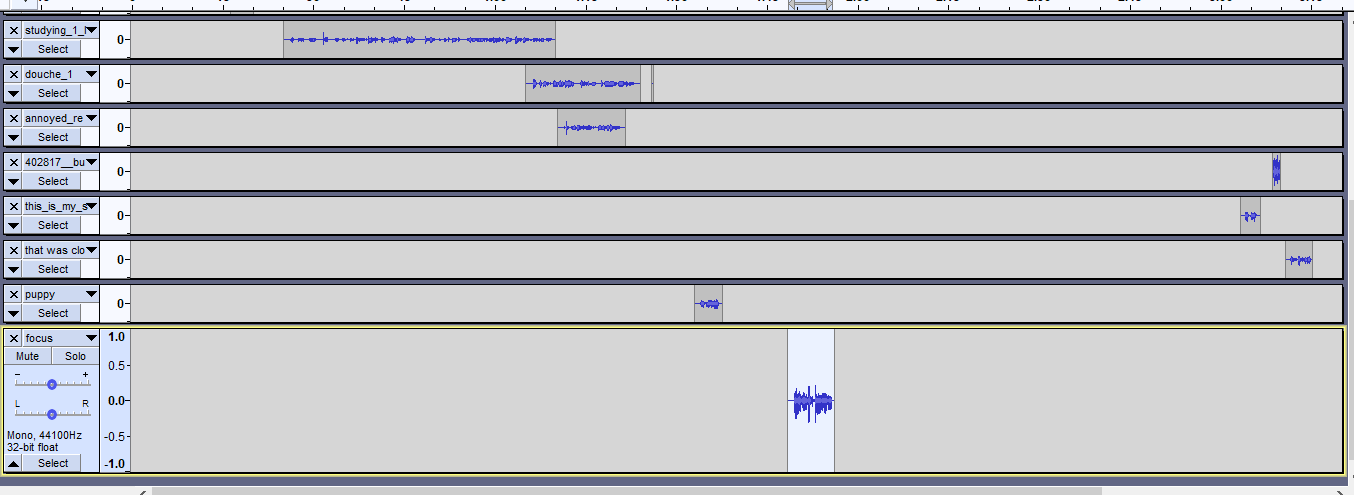 studying_1_
Select
0-
douche_1
Select
0-
annoyed_re
Select
0-
402817__bu
Select
0-
this_is_my_s
Select
0-
that was clo
Select
0-
puppy
Select
0-
focus
Mute Solo
- +
L R
Mono, 44100Hz
32-bit float
Select
1.0
0.5-
0.0-
-0.5-
-1.0